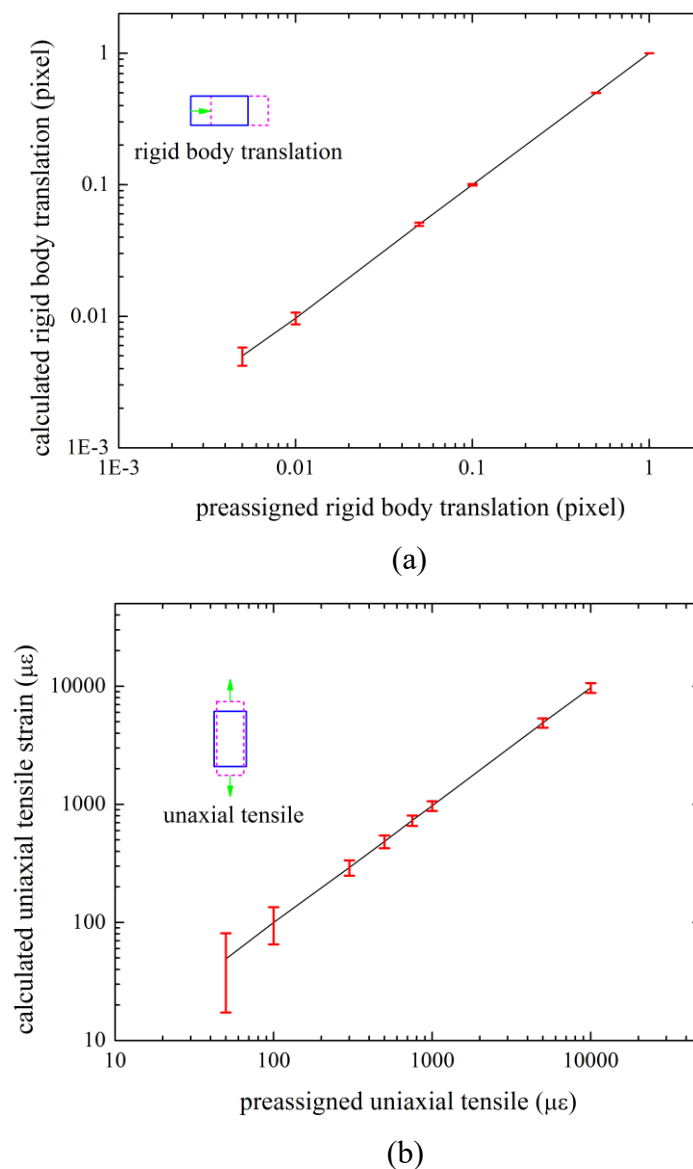 calculated rigid body translation (pixel)
1
0.1
0.01
1E-3
rigid body translation
1E-3 0.01 0.1 1
preassigned rigid body translation (pixel)
(a)
calculated uniaxial tensile strain (με)
10000
1000
100
10
unaxial tensile
10 100 1000 10000
preassigned uniaxial tensile (με)
(b)